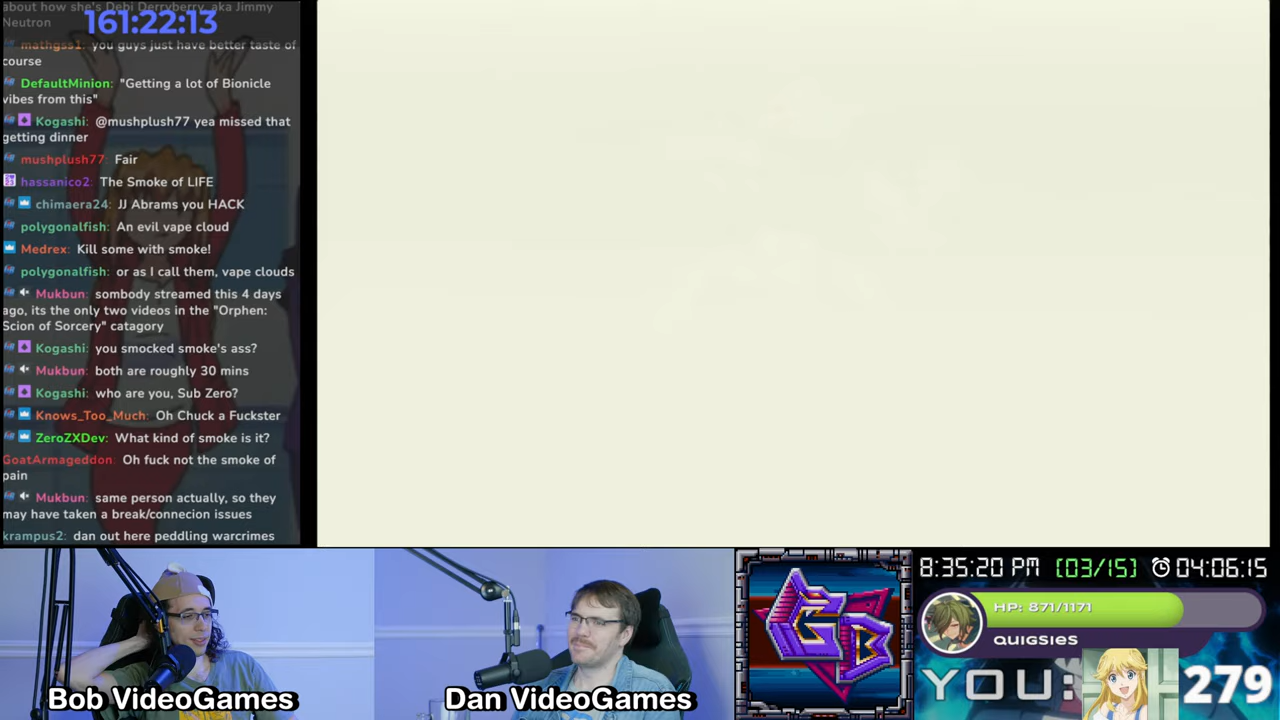 about how she's Debi Derryberry, aka Jimmy
Neutron
161:22:13
mathgss1: you guys just have better taste of
course
DefaultMinion: "Getting a lot of Bionicle
vibes from this"
Kogashi: @mushplush77 yea missed that
getting dinner
mushplush77: Fair
hassanico2: The Smoke of LIFE
chimaera24: JJ Abrams you HACK
polygonalfish: An evil vape cloud
Medrex: Kill some with smoke!
polygonalfish: or as I call them, vape clouds
Mukbun: sombody streamed this 4 days
ago, its the only two videos in the "Orphen:
Scion of Sorcery" catagory
Kogashi: you smocked smoke's ass?
Mukbun: both are roughly 30 mins
Kogashi: who are you, Sub Zero?
Knows_Too_Much: Oh Chuck a Fuckster
ZeroZXDev: What kind of smoke is it?
GoatArmageddon: Oh fuck not the smoke of
pain
Mukbun: same person actually, so they
may have taken a break/connecion issues
krampus2: dan out here peddling warcrimes
Bob VideoGames
Dan VideoGames
GB
8:35:20 PM [03/15] 04:06:15
HP: 871/1171
QUIGSIES
YOU:
279